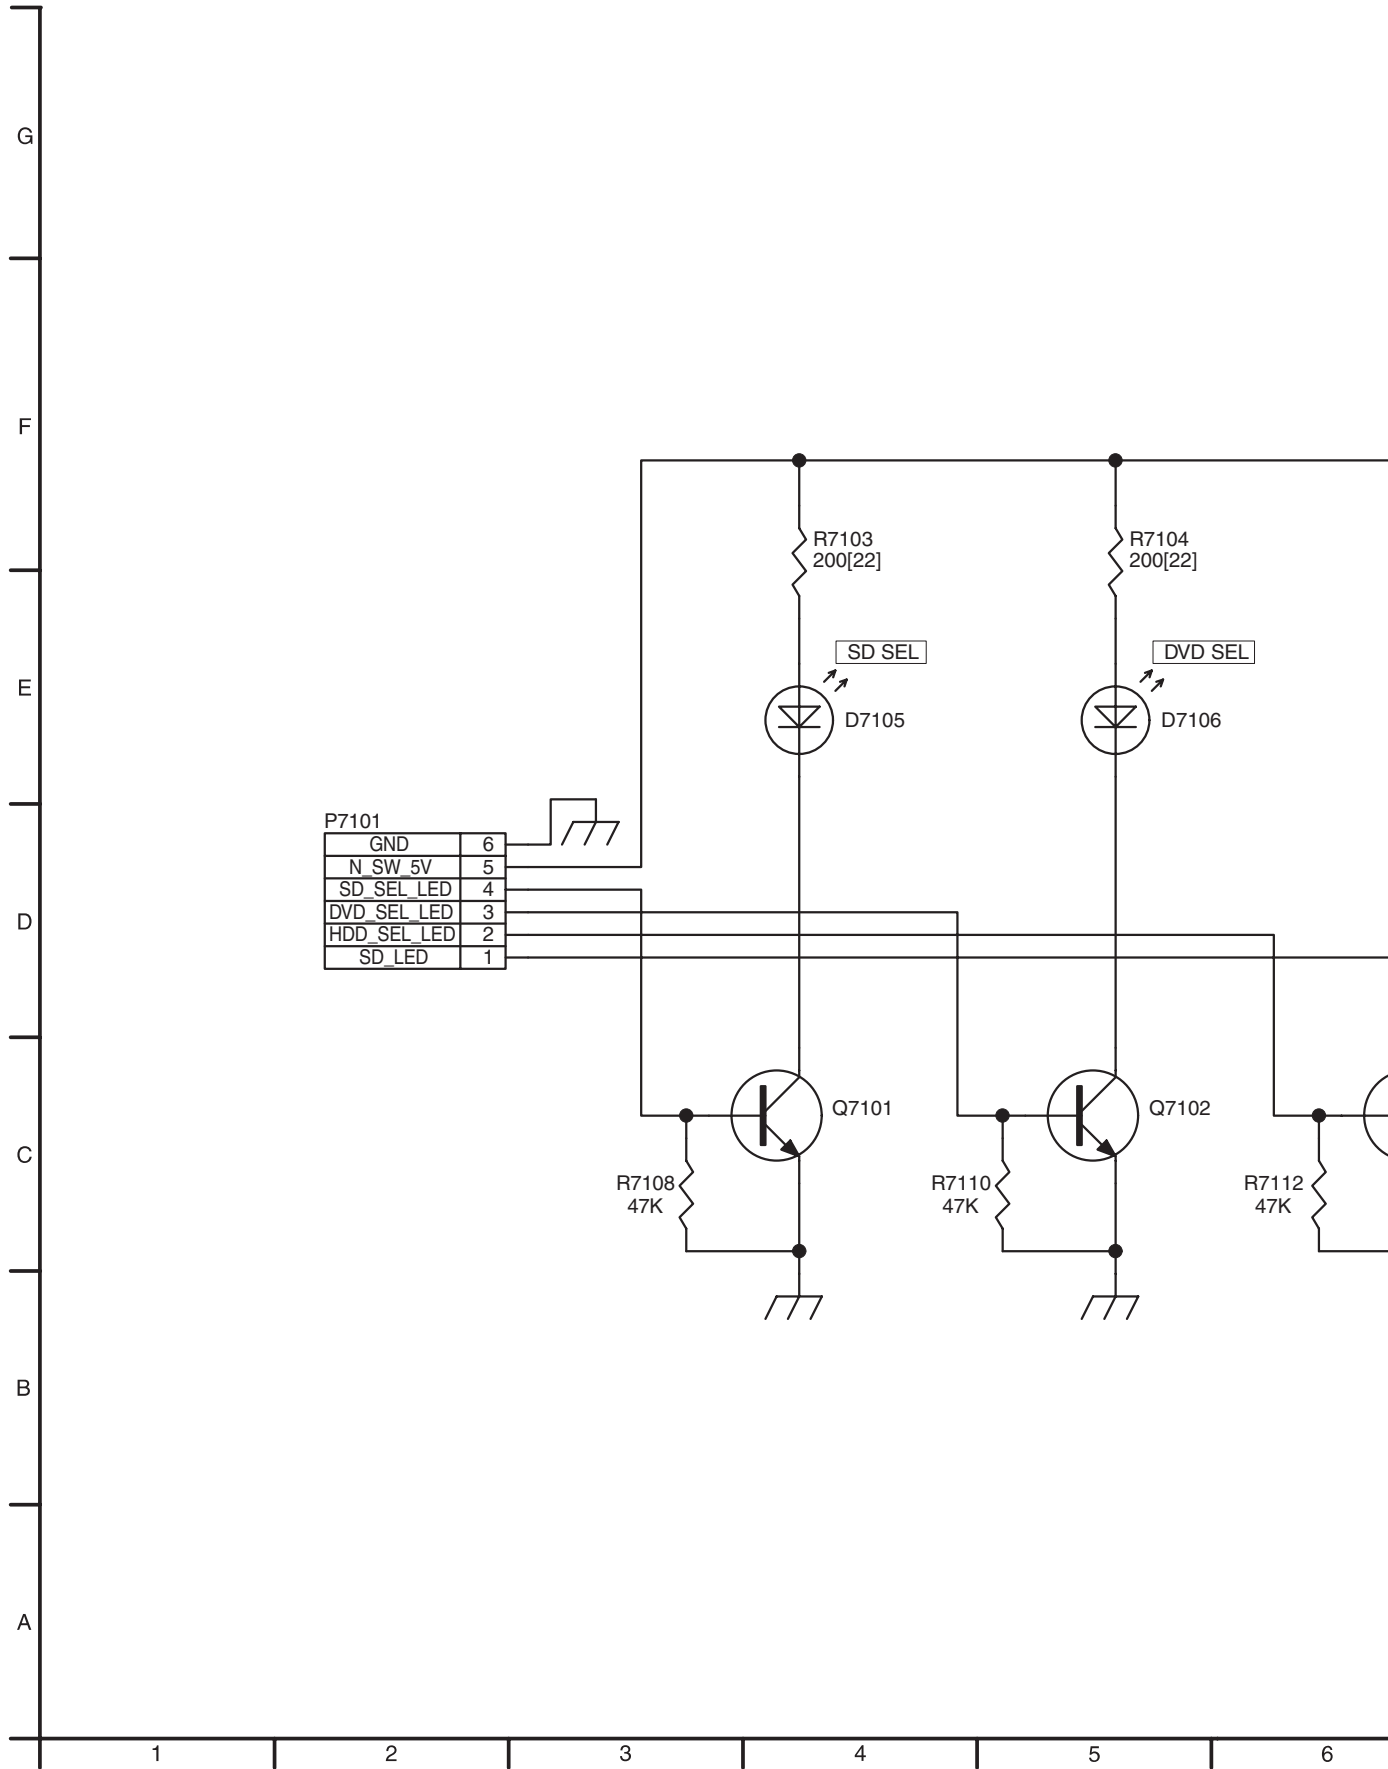 G
F
R7103
200[22]
R7104
200[22]
SD SEL
DVD SEL
E
D7105
D7106
P7101
GND 6
N_SW_5V 5
SD_SEL_LED 4
DVD_SEL_LED 3
HDD_SEL_LED 2
SD_LED 1
D
Q7101
Q7102
C
R7108
47K
R7110
47K
R7112
47K
B
A
1 2 3 4 5 6